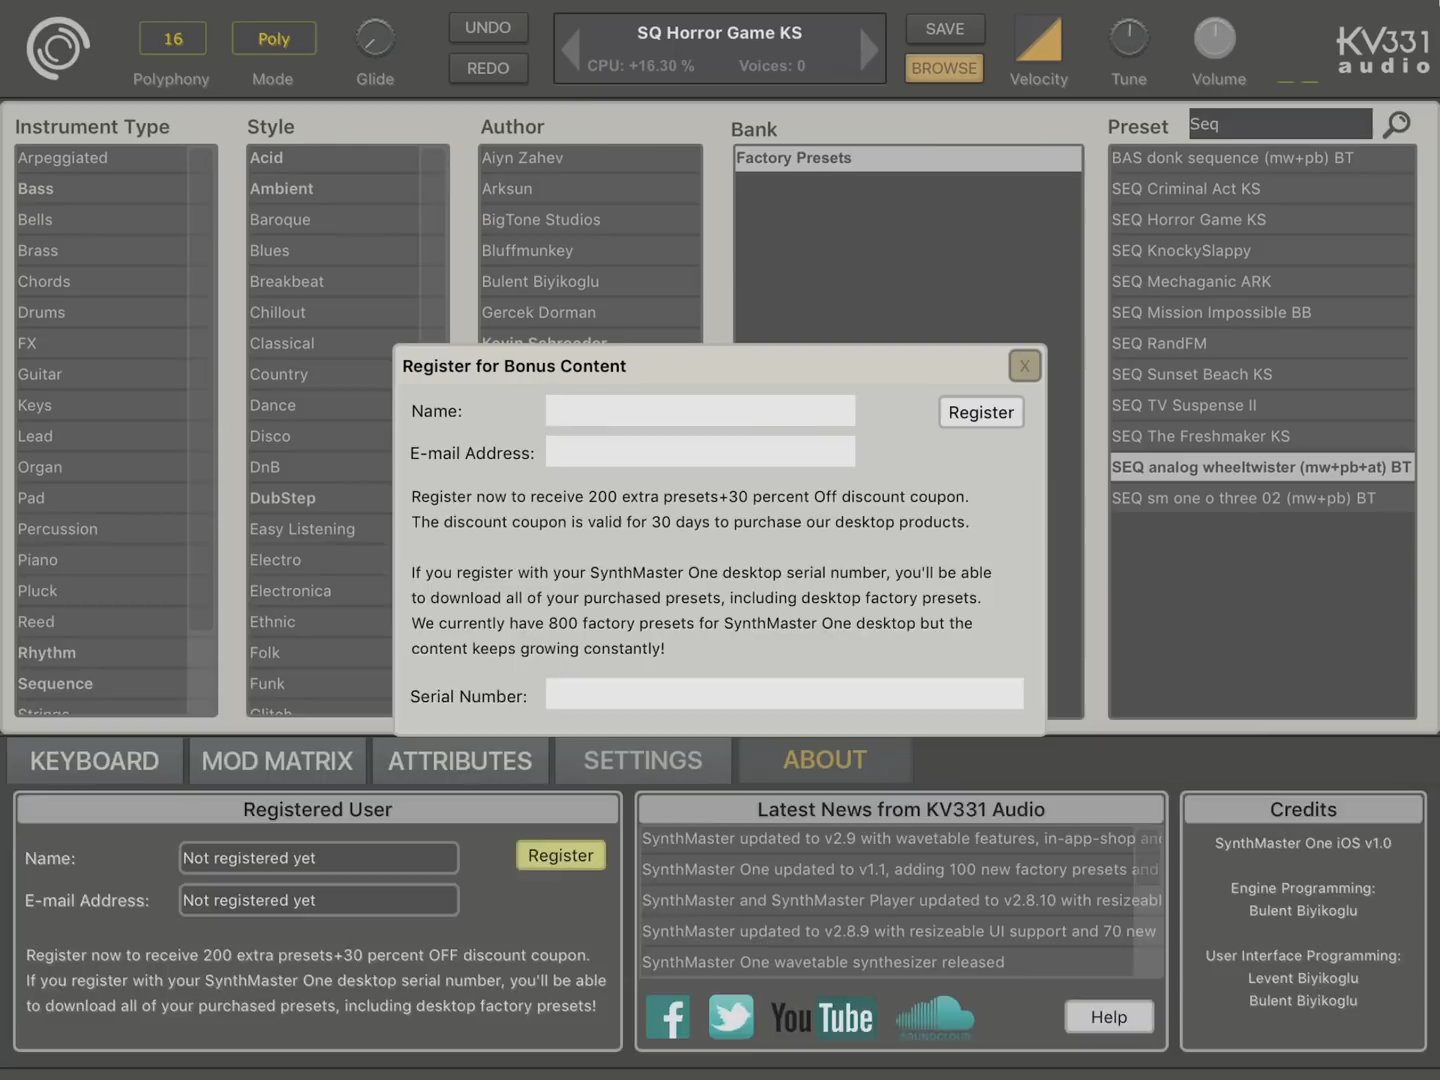 16
Polyphony
Poly
Mode
Glide
UNDO
REDO
SQ Horror Game KS
CPU: +16.30 %
Voices: 0
SAVE
BROWSE
Velocity
Tune
Volume
KV331
audio
Instrument Type
Arpeggiated
Bass
Bells
Brass
Chords
Drums
FX
Guitar
Keys
Lead
Organ
Pad
Percussion
Piano
Pluck
Reed
Rhythm
Sequence
Strings
Style
Acid
Ambient
Baroque
Blues
Breakbeat
Chillout
Classical
Country
Dance
Disco
DnB
DubStep
Easy Listening
Electro
Electronica
Ethnic
Folk
Funk
Glitch
Author
Aiyn Zahev
Arksun
BigTone Studios
Bluffmunkey
Bulent Biyikoglu
Gercek Dorman
Kevin Schroeder
Bank
Factory Presets
Preset
Seq
BAS donk sequence (mw+pb) BT
SEQ Criminal Act KS
SEQ Horror Game KS
SEQ KnockySlappy
SEQ Mechaganic ARK
SEQ Mission Impossible BB
SEQ RandFM
SEQ Sunset Beach KS
SEQ TV Suspense II
SEQ The Freshmaker KS
SEQ analog wheeltwister (mw+pb+at) BT
SEQ sm one o three 02 (mw+pb) BT
Register for Bonus Content
X
Name:
Register
E-mail Address:
Register now to receive 200 extra presets+30 percent Off discount coupon.
The discount coupon is valid for 30 days to purchase our desktop products.
If you register with your SynthMaster One desktop serial number, you'll be able
to download all of your purchased presets, including desktop factory presets.
We currently have 800 factory presets for SynthMaster One desktop but the
content keeps growing constantly!
Serial Number:
KEYBOARD
MOD MATRIX
ATTRIBUTES
SETTINGS
ABOUT
Registered User
Name:
Not registered yet
Register
E-mail Address:
Not registered yet
Register now to receive 200 extra presets+30 percent OFF discount coupon.
If you register with your SynthMaster One desktop serial number, you'll be able
to download all of your purchased presets, including desktop factory presets!
Latest News from KV331 Audio
SynthMaster updated to v2.9 with wavetable features, in-app-shop and
SynthMaster One updated to v1.1, adding 100 new factory presets and
SynthMaster and SynthMaster Player updated to v2.8.10 with resizeabl
SynthMaster updated to v2.8.9 with resizeable UI support and 70 new
SynthMaster One wavetable synthesizer released
f
You Tube
SOUNDCLOUD
Help
Credits
SynthMaster One iOS v1.0
Engine Programming:
Bulent Biyikoglu
User Interface Programming:
Levent Biyikoglu
Bulent Biyikoglu